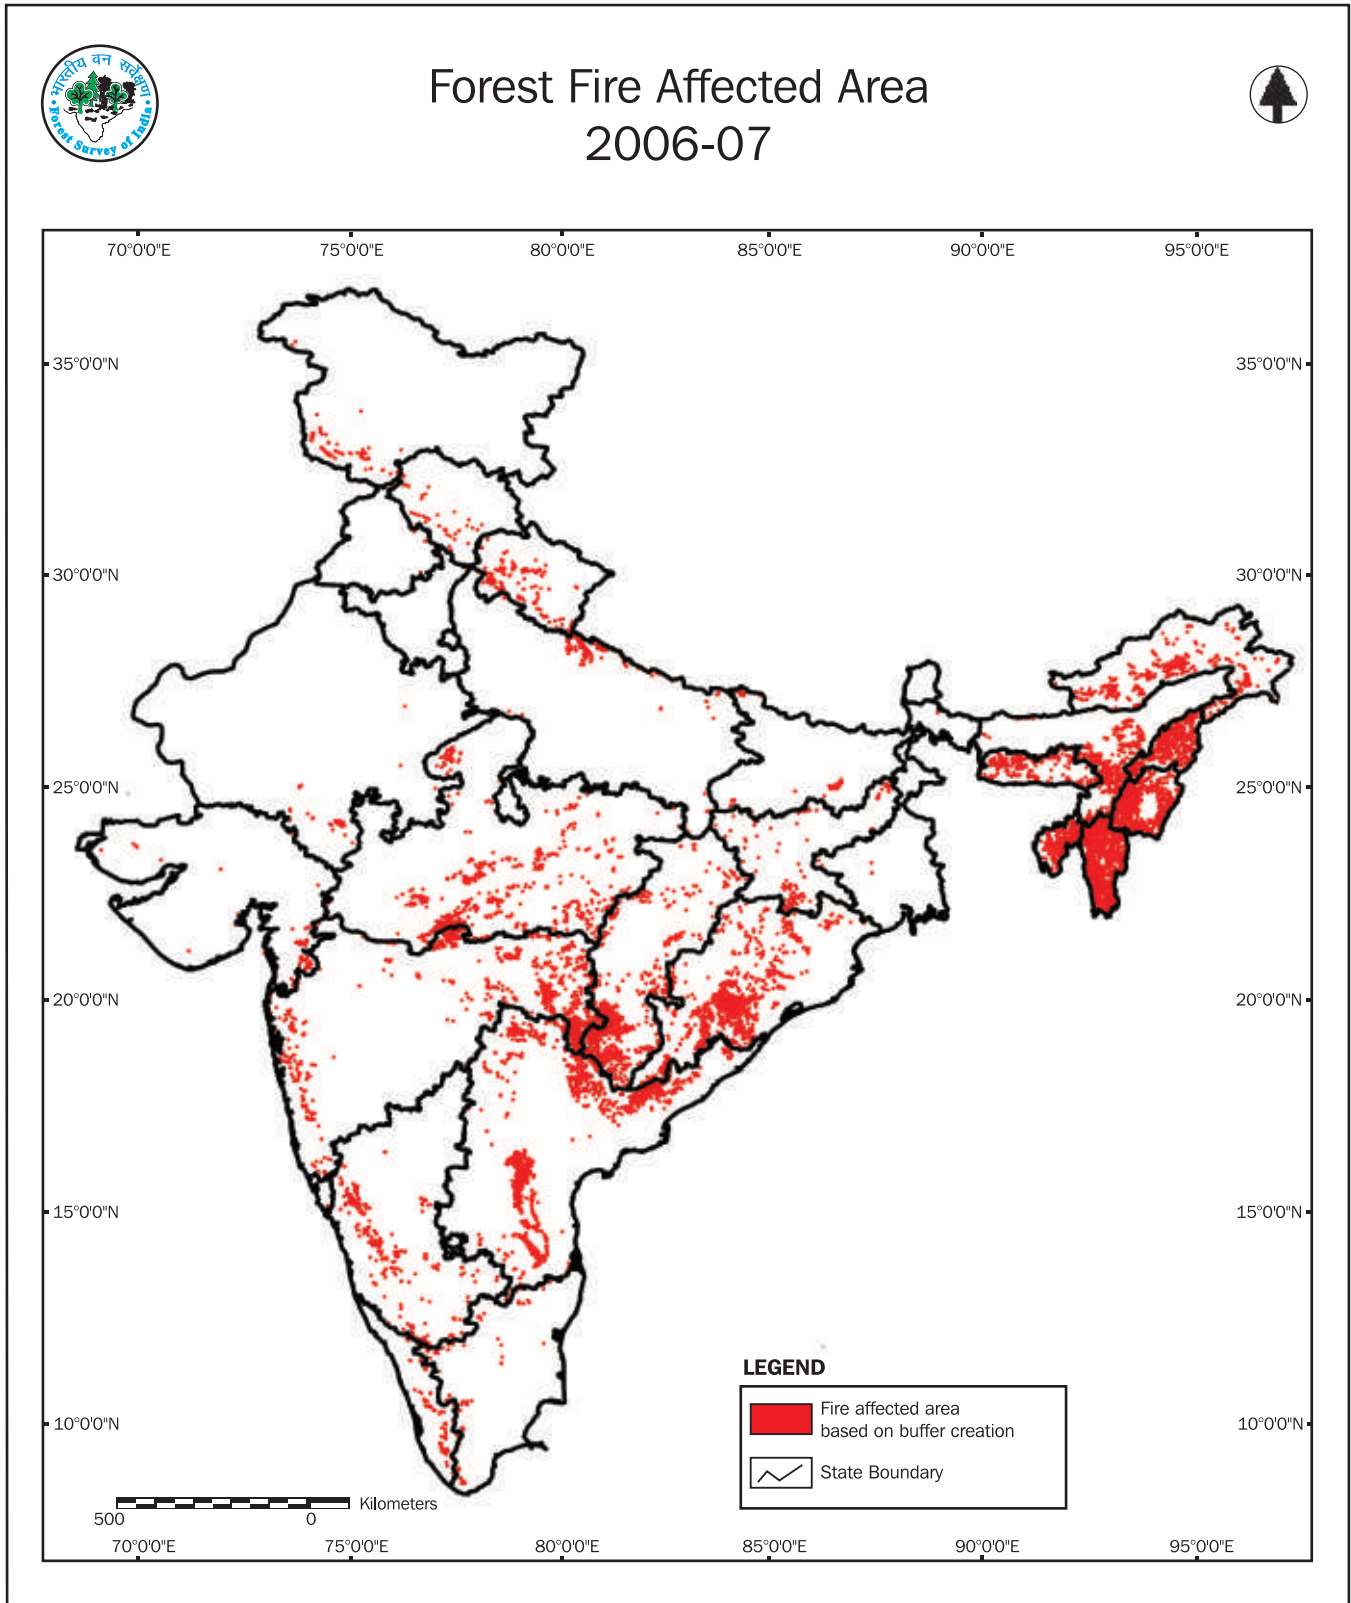 भारतीय वन सर्वेक्षण
Forest Survey of India
Forest Fire Affected Area
2006-07
70°0'0"E 75°0'0"E 80°0'0"E 85°0'0"E 90°0'0"E 95°0'0"E
35°0'0"N 35°0'0"N
30°0'0"N 30°0'0"N
25°0'0"N 25°0'0"N
20°0'0"N 20°0'0"N
15°0'0"N 15°0'0"N
10°0'0"N 10°0'0"N
LEGEND
Fire affected area
based on buffer creation
State Boundary
Kilometers
500 0
70°0'0"E 75°0'0"E 80°0'0"E 85°0'0"E 90°0'0"E 95°0'0"E